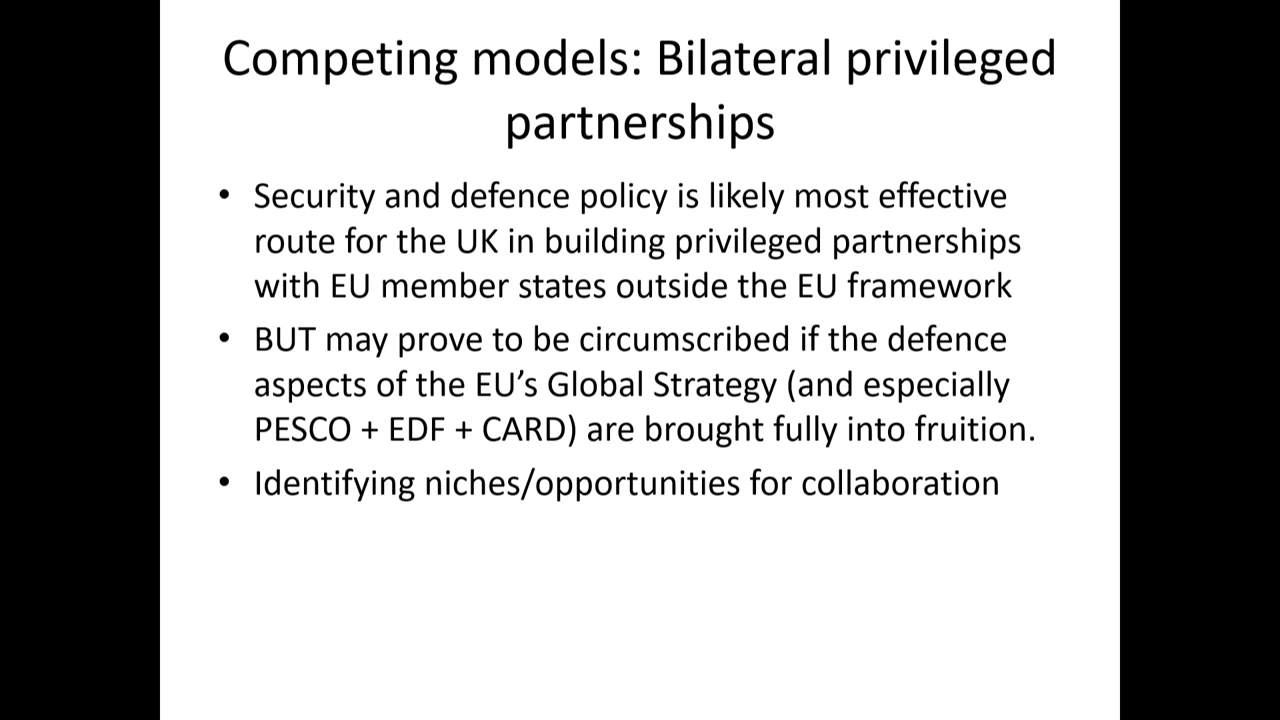 Competing models: Bilateral privileged
partnerships
• Security and defence policy is likely most effective
route for the UK in building privileged partnerships
with EU member states outside the EU framework
• BUT may prove to be circumscribed if the defence
aspects of the EU’s Global Strategy (and especially
PESCO + EDF + CARD) are brought fully into fruition.
• Identifying niches/opportunities for collaboration